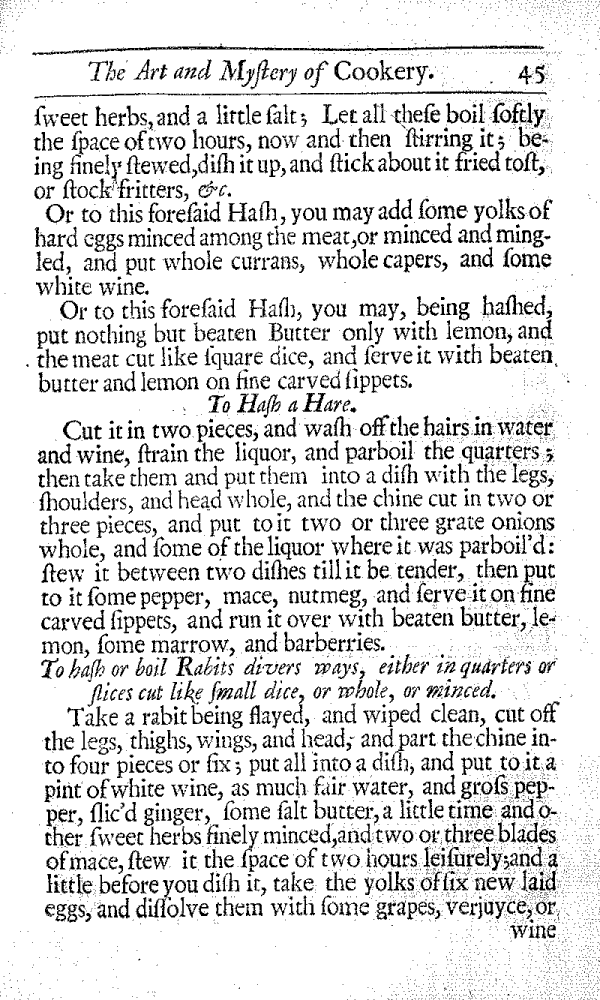 The Art and Myſtery of Cookery. 45
ſweet herbs, and a little ſalt; Let all theſe boil ſoftly
the ſpace of two hours, now and then ſtirring it; be-
ing finely ſtewed, diſh it up, and ſtick about it fried toſt,
or ſtock fritters, &c.
Or to this foreſaid Haſh, you may add ſome yolks of
hard eggs minced among the meat, or minced and ming-
led, and put whole currans, whole capers, and ſome
white wine.
Or to this foreſaid Haſh, you may, being haſhed,
put nothing but beaten Butter only with lemon, and
the meat cut like ſquare dice, and ſerve it with beaten
butter and lemon on fine carved ſippets.
To Haſh a Hare.
Cut it in two pieces, and waſh off the hairs in water
and wine, ſtrain the liquor, and parboil the quarters;
then take them and put them into a diſh with the legs,
ſhoulders, and head whole, and the chine cut in two or
three pieces, and put to it two or three grate onions
whole, and ſome of the liquor where it was parboil'd:
ſtew it between two diſhes till it be tender, then put
to it ſome pepper, mace, nutmeg, and ſerve it on fine
carved ſippets, and run it over with beaten butter, le-
mon, ſome marrow, and barberries.
To haſh or boil Rabits divers ways, either in quarters or
ſlices cut like ſmall dice, or whole, or minced.
Take a rabit being flayed, and wiped clean, cut off
the legs, thighs, wings, and head, and part the chine in-
to four pieces or ſix; put all into a diſh, and put to it a
pint of white wine, as much fair water, and groſs pep-
per, ſlic'd ginger, ſome ſalt butter, a little time and o-
ther ſweet herbs finely minced, and two or three blades
of mace, ſtew it the ſpace of two hours leiſurely; and a
little before you diſh it, take the yolks of ſix new laid
eggs, and diſſolve them with ſome grapes, verjuyce, or
wine